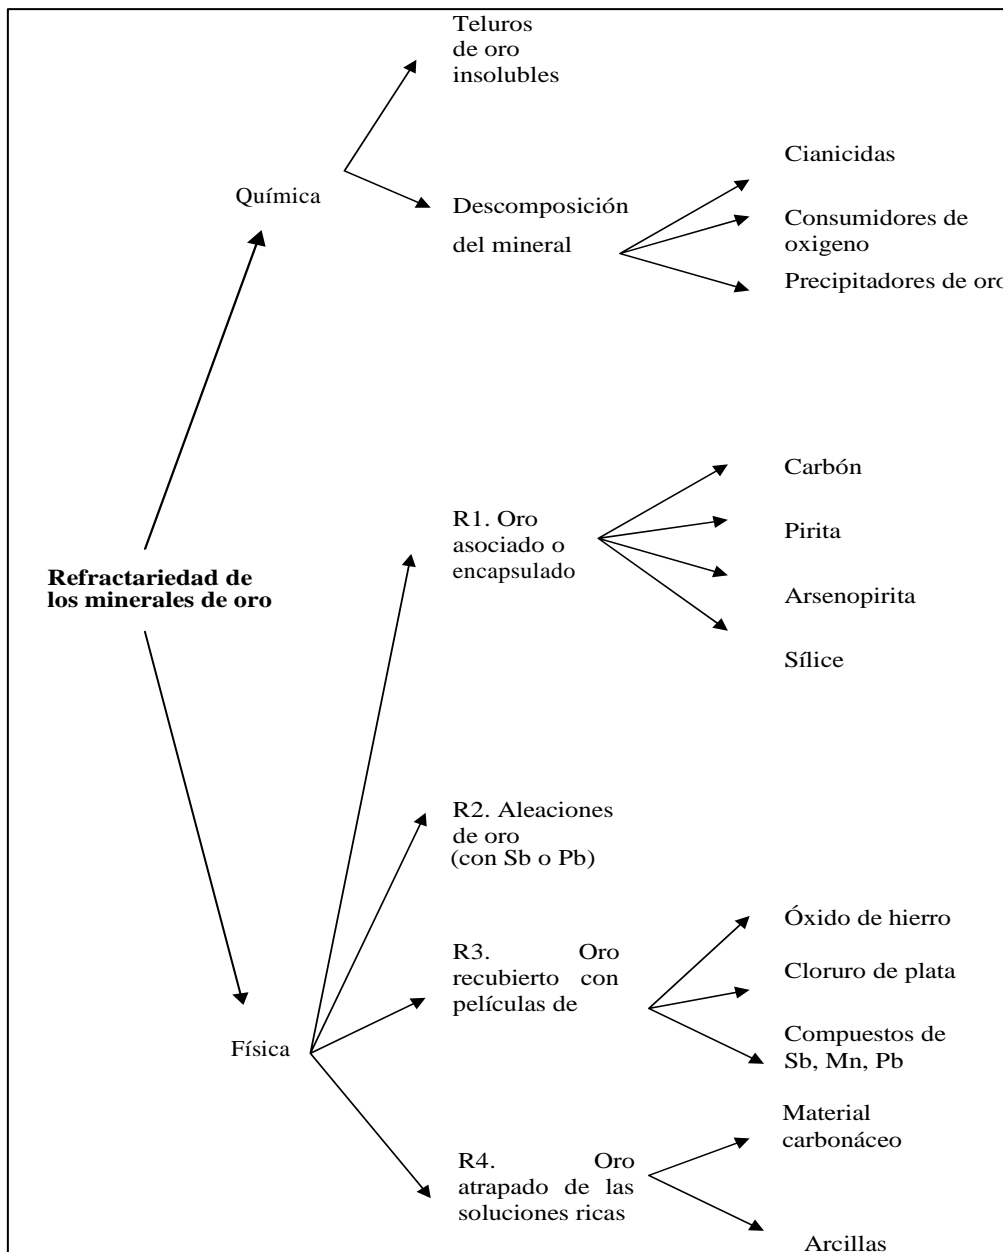 Teluros
de oro
insolubles
Química
Descomposición
del mineral
Cianicidas
Consumidores de
oxigeno
Precipitadores de oro
Refractariedad de
los minerales de oro
R1. Oro
asociado o
encapsulado
Carbón
Pirita
Arsenopirita
Sílice
R2. Aleaciones
de oro
(con Sb o Pb)
R3. Oro
recubierto con
películas de
Óxido de hierro
Cloruro de plata
Compuestos de
Sb, Mn, Pb
Física
R4. Oro
atrapado de las
soluciones ricas
Material
carbonáceo
Arcillas